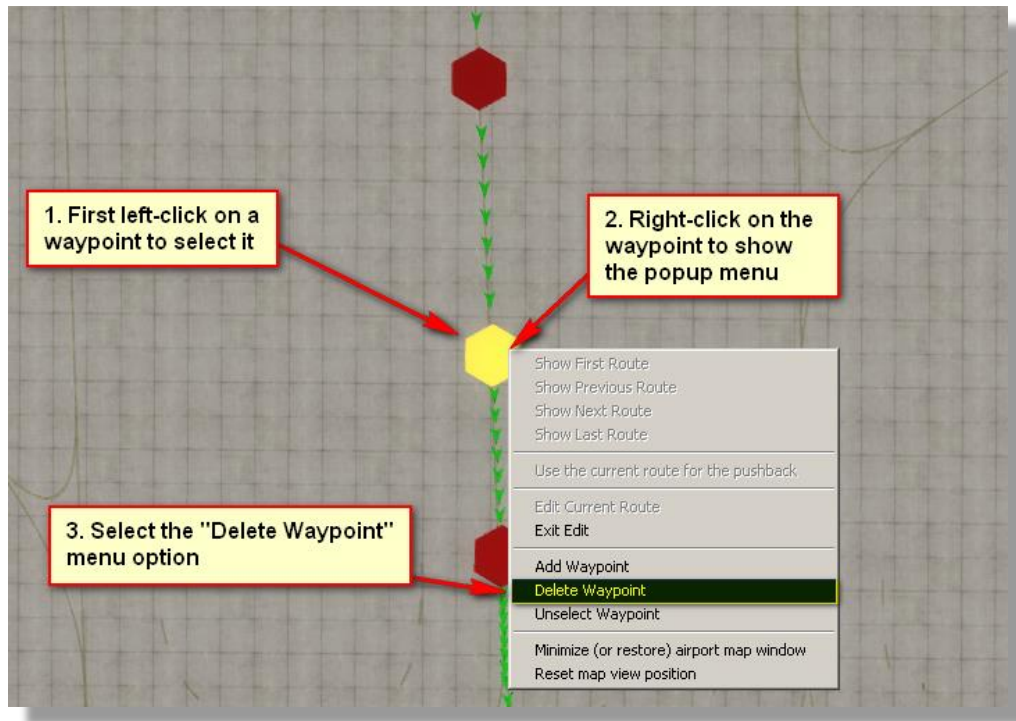 1. First left-click on a
waypoint to select it
2. Right-click on the
waypoint to show
the popup menu
Show First Route
Show Previous Route
Show Next Route
Show Last Route
Use the current route for the pushback
Edit Current Route
Exit Edit
3. Select the "Delete Waypoint"
menu option
Add Waypoint
Delete Waypoint
Unselect Waypoint
Minimize (or restore) airport map window
Reset map view position